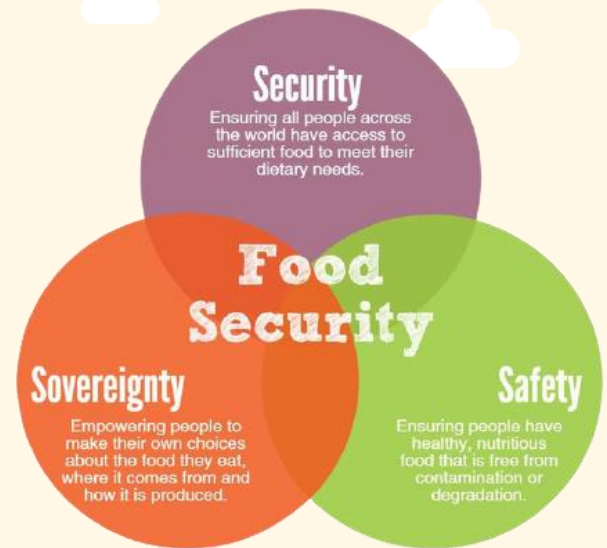 Security
Ensuring all people across
the world have access to
sufficient food to meet their
dietary needs.
Food
Security
Sovereignty
Empowering people to
make their own choices
about the food they eat,
where it comes from and
how it is produced.
Safety
Ensuring people have
healthy, nutritious
food that is free from
contamination or
degradation.